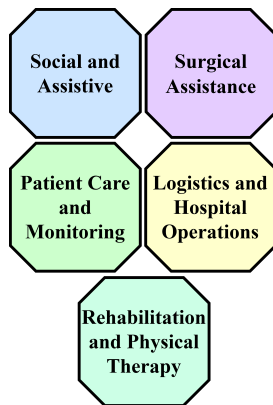 Social and
Assistive
Surgical
Assistance
Patient Care
and
Monitoring
Logistics and
Hospital
Operations
Rehabilitation
and Physical
Therapy